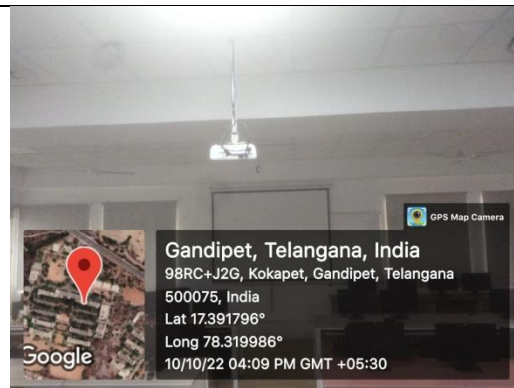 GPS Map Camera
Gandipet, Telangana, India
98RC+J2G, Kokapet, Gandipet, Telangana
500075, India
Lat 17.391796°
Long 78.319986°
10/10/22 04:09 PM GMT +05:30
Google